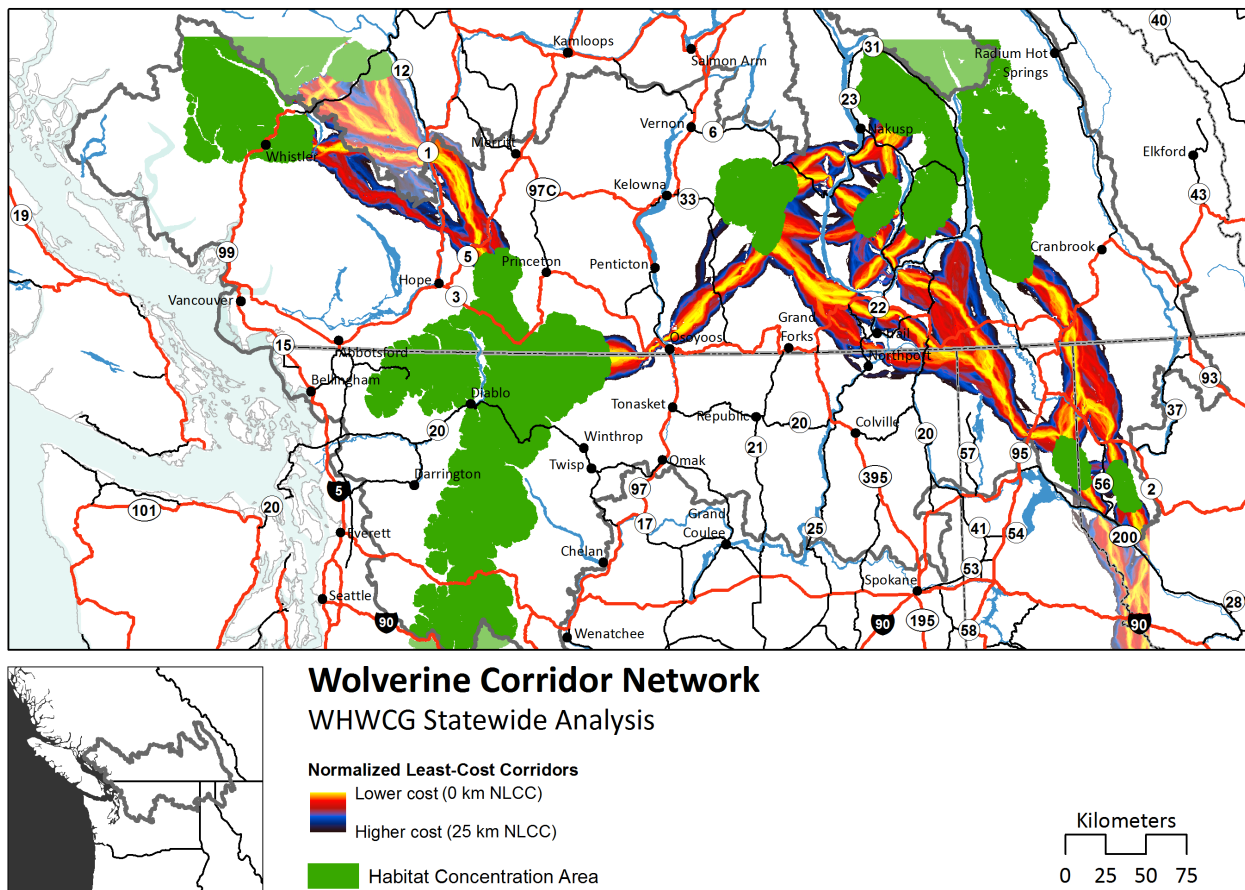 40
Kamloops
31
Salmon Arm
Radium Hot
Springs
12
23
Vernon
6
Nakusp
Merritt
1
Whistler
Elkford
97C
Kelowna
33
43
19
99
5
Cranbrook
Princeton
Penticton
Hope
3
Vancouver
22
Grand
Forks
Trail
15
Osoyoos
Abbotsford
Northport
Bellingham
93
Diablo
Tonasket
Republic
37
20
20
Colville
20
Winthrop
21
Twisp
57
95
Darrington
Omak
5
97
395
56
2
101
20
17
Grand
Coulee
25
41
54
200
Everett
Chelan
53
Spokane
Seattle
28
90
90
195
58
90
Wenatchee
Wolverine Corridor Network
WHWCG Statewide Analysis
Normalized Least-Cost Corridors
Lower cost (0 km NLCC)
Higher cost (25 km NLCC)
Habitat Concentration Area
Kilometers
0 25 50 75